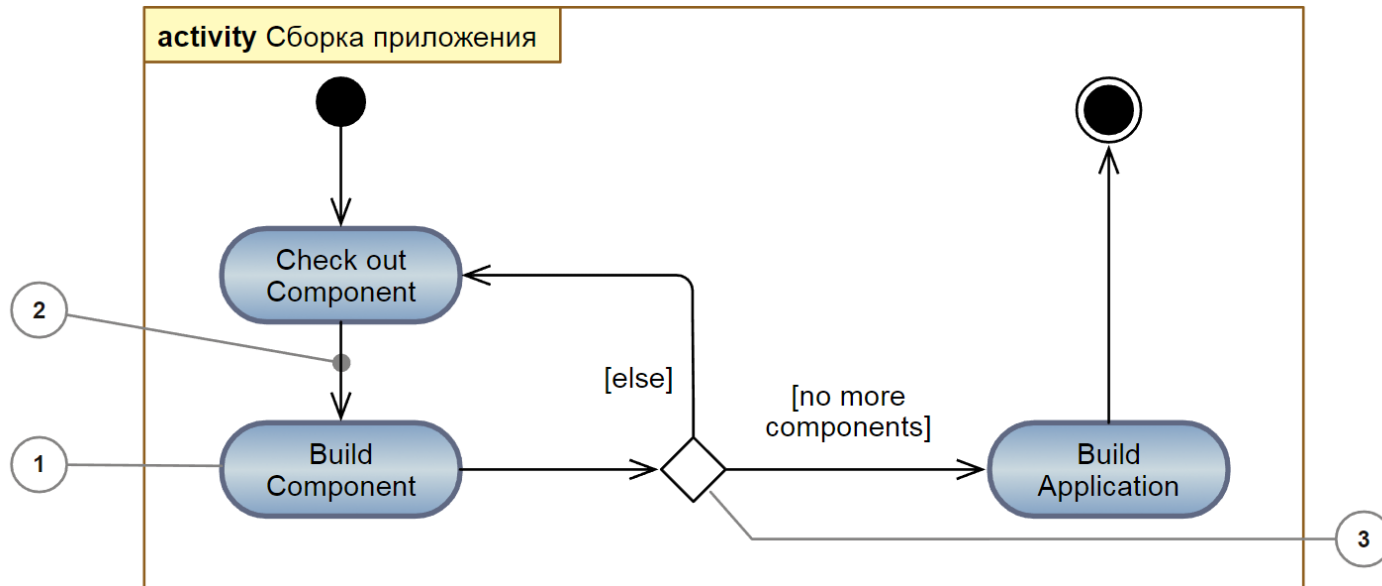 activity Сборка приложения
Check out
Component
2
[else]
[no more
components]
1
Build
Component
Build
Application
3